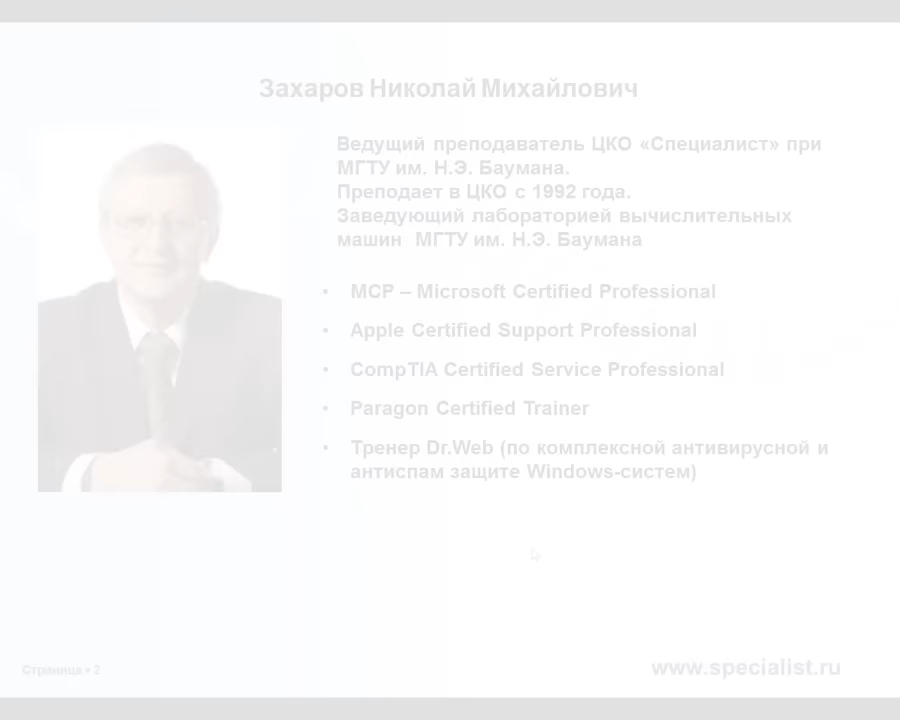 Захаров Николай Михайлович
Ведущий преподаватель ЦКО «Специалист» при
МГТУ им. Н.Э. Баумана.
Преподает в ЦКО с 1992 года.
Заведующий лабораторией вычислительных
машин МГТУ им. Н.Э. Баумана
• MCP – Microsoft Certified Professional
• Apple Certified Support Professional
• CompTIA Certified Service Professional
• Paragon Certified Trainer
• Тренер Dr.Web (по комплексной антивирусной и
антиспам защите Windows-систем)
Страница ▪ 2
www.specialist.ru